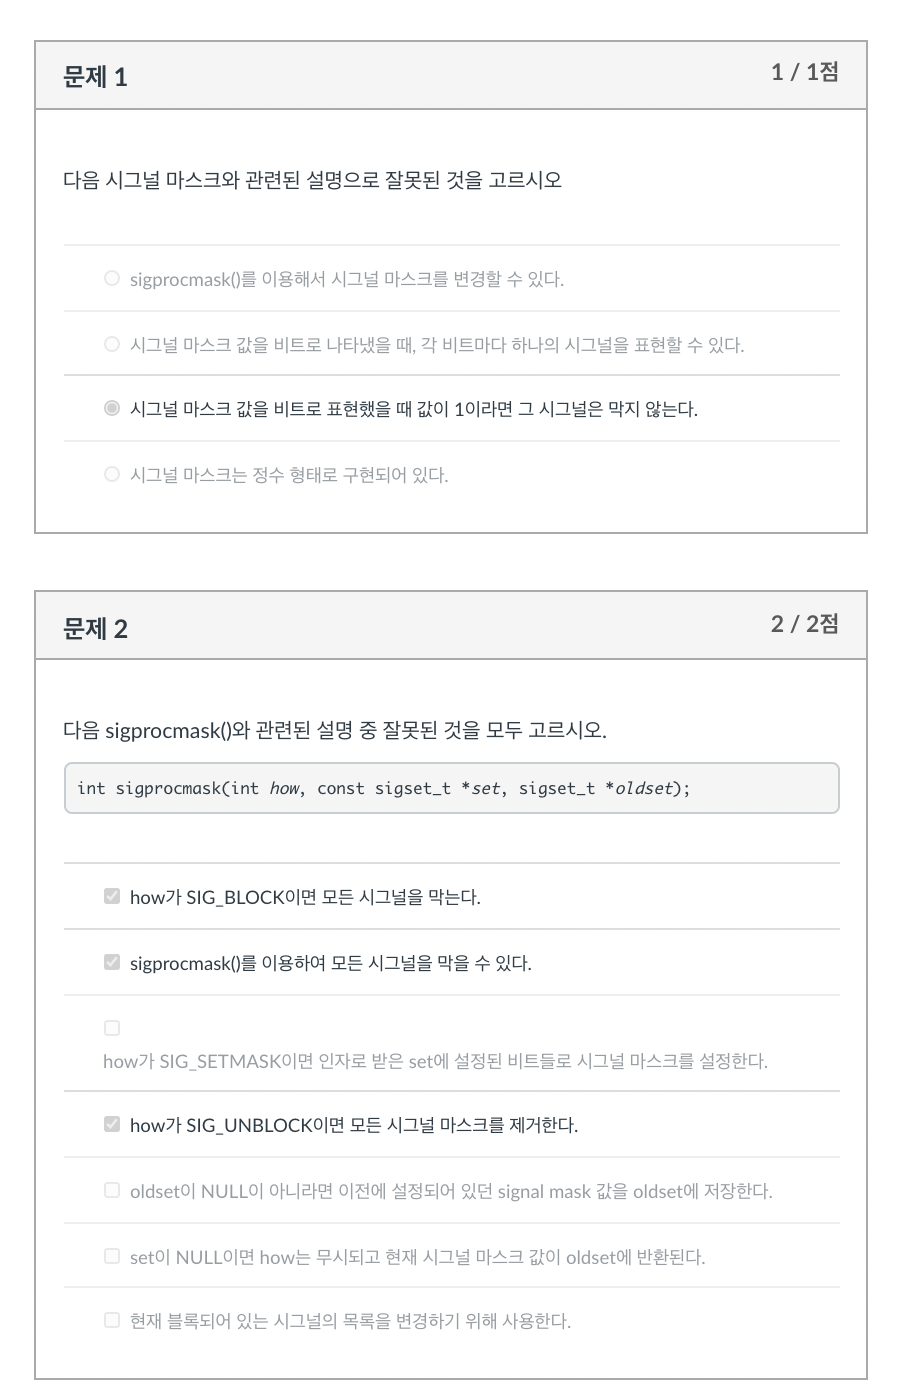 문제 1
1 / 1점
다음 시그널 마스크와 관련된 설명으로 잘못된 것을 고르시오
sigprocmask()를 이용해서 시그널 마스크를 변경할 수 있다.
시그널 마스크 값을 비트로 나타냈을 때, 각 비트마다 하나의 시그널을 표현할 수 있다.
시그널 마스크 값을 비트로 표현했을 때 값이 1이라면 그 시그널은 막지 않는다.
시그널 마스크는 정수 형태로 구현되어 있다.
문제 2
2 / 2점
다음 sigprocmask()와 관련된 설명 중 잘못된 것을 모두 고르시오.
int sigprocmask(int how, const sigset_t *set, sigset_t *oldset);
how가 SIG_BLOCK이면 모든 시그널을 막는다.
sigprocmask()를 이용하여 모든 시그널을 막을 수 있다.
how가 SIG_SETMASK이면 인자로 받은 set에 설정된 비트들로 시그널 마스크를 설정한다.
how가 SIG_UNBLOCK이면 모든 시그널 마스크를 제거한다.
oldset이 NULL이 아니라면 이전에 설정되어 있던 signal mask 값을 oldset에 저장한다.
set이 NULL이면 how는 무시되고 현재 시그널 마스크 값이 oldset에 반환된다.
현재 블록되어 있는 시그널의 목록을 변경하기 위해 사용한다.